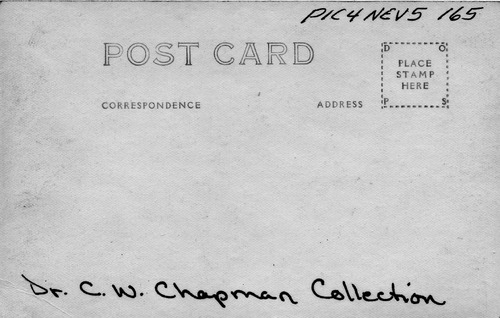 PIC4NEV5 165
POST CARD
D O
PLACE
STAMP
HERE
P S
CORRESPONDENCE ADDRESS
Dr. C. W. Chapman Collection